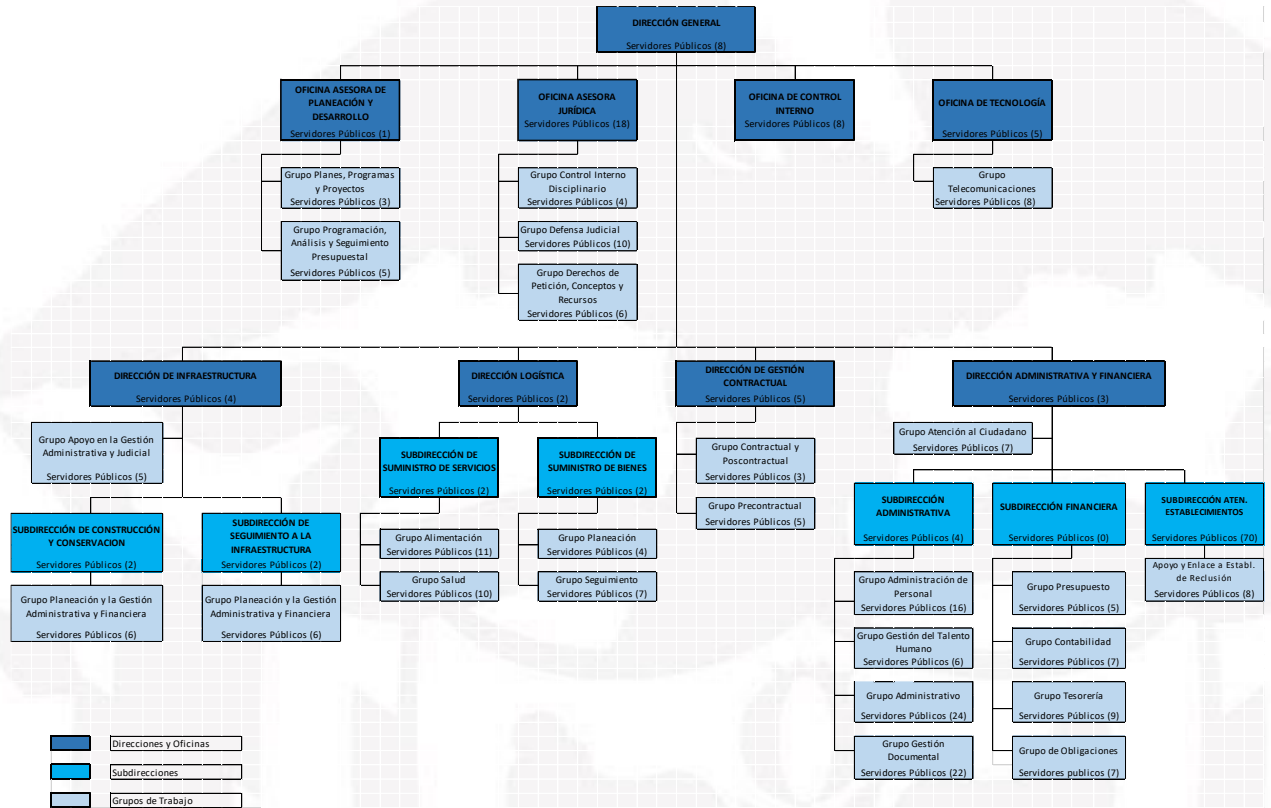 DIRECCIÓN GENERAL
Servidores Públicos (8)
OFICINA ASESORA DE
PLANEACIÓN Y
DESARROLLO
Servidores Públicos (1)
OFICINA ASESORA
JURÍDICA
Servidores Públicos (18)
OFICINA DE CONTROL
INTERNO
Servidores Públicos (8)
OFICINA DE TECNOLOGÍA
Servidores Públicos (5)
Grupo Planes, Programas
y Proyectos
Servidores Públicos (3)
Grupo Programación,
Análisis y Seguimiento
Presupuestal
Servidores Públicos (5)
Grupo Control Interno
Disciplinario
Servidores Públicos (4)
Grupo Defensa Judicial
Servidores Públicos (10)
Grupo Derechos de
Petición, Conceptos y
Recursos
Servidores Públicos (6)
Grupo
Telecomunicaciones
Servidores Públicos (8)
DIRECCIÓN DE INFRAESTRUCTURA
Servidores Públicos (4)
DIRECCIÓN LOGÍSTICA
Servidores Públicos (2)
DIRECCIÓN DE GESTIÓN
CONTRACTUAL
Servidores Públicos (5)
DIRECCIÓN ADMINISTRATIVA Y FINANCIERA
Servidores Públicos (3)
Grupo Apoyo en la Gestión
Administrativa y Judicial
Servidores Públicos (5)
SUBDIRECCIÓN DE CONSTRUCCIÓN
Y CONSERVACION
Servidores Públicos (2)
SUBDIRECCIÓN DE
SEGUIMIENTO A LA
INFRAESTRUCTURA
Servidores Públicos (2)
Grupo Planeación y la Gestión
Administrativa y Financiera
Servidores Públicos (6)
Grupo Planeación y la Gestión
Administrativa y Financiera
Servidores Públicos (6)
SUBDIRECCIÓN DE
SUMINISTRO DE SERVICIOS
Servidores Públicos (2)
SUBDIRECCIÓN DE
SUMINISTRO DE BIENES
Servidores Públicos (2)
Grupo Alimentación
Servidores Públicos (11)
Grupo Salud
Servidores Públicos (10)
Grupo Planeación
Servidores Públicos (4)
Grupo Seguimiento
Servidores Públicos (7)
Grupo Contractual y
Poscontractual
Servidores Públicos (3)
Grupo Precontractual
Servidores Públicos (5)
Grupo Atención al Ciudadano
Servidores Públicos (7)
SUBDIRECCIÓN
ADMINISTRATIVA
Servidores Públicos (4)
SUBDIRECCIÓN FINANCIERA
Servidores Públicos (0)
SUBDIRECCIÓN ATEN.
ESTABLECIMIENTOS
Servidores Públicos (70)
Grupo Administración de
Personal
Servidores Públicos (16)
Grupo Gestión del Talento
Humano
Servidores Públicos (6)
Grupo Administrativo
Servidores Públicos (24)
Grupo Gestión
Documental
Servidores Públicos (22)
Grupo Presupuesto
Servidores Públicos (5)
Grupo Contabilidad
Servidores Públicos (7)
Grupo Tesorería
Servidores Públicos (9)
Grupo de Obligaciones
Servidores publicos (7)
Apoyo y Enlace a Establ.
de Reclusión
Servidores Públicos (8)
Direcciones y Oficinas
Subdirecciones
Grupos de Trabajo